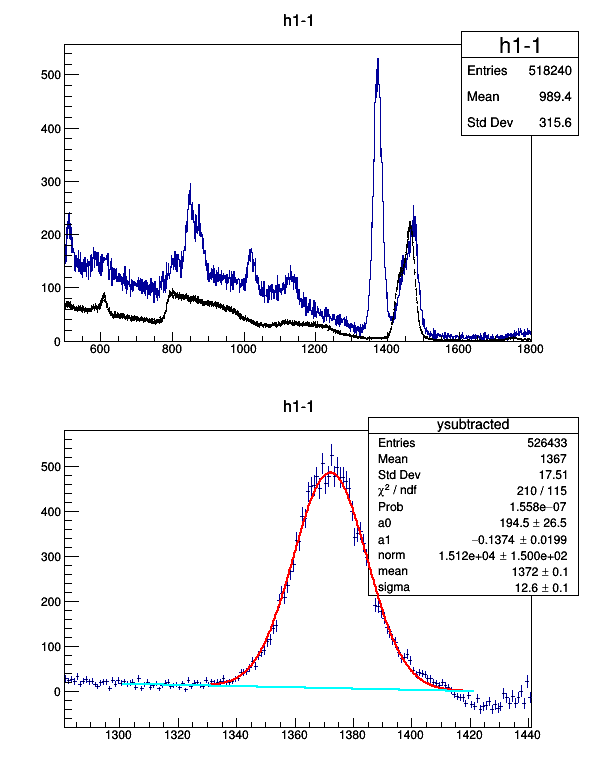 h1-1
h1-1
Entries 518240
Mean 989.4
Std Dev 315.6
500
400
300
200
100
0
600 800 1000 1200 1400 1600 1800
h1-1
ysubtracted
Entries 526433
Mean 1367
Std Dev 17.51
χ² / ndf 210 / 115
Prob 1.558e−07
a0 194.5 ± 26.5
a1 −0.1374 ± 0.0199
norm 1.512e+04 ± 1.500e+02
mean 1372 ± 0.1
sigma 12.6 ± 0.1
500
400
300
200
100
0
1300 1320 1340 1360 1380 1400 1420 1440